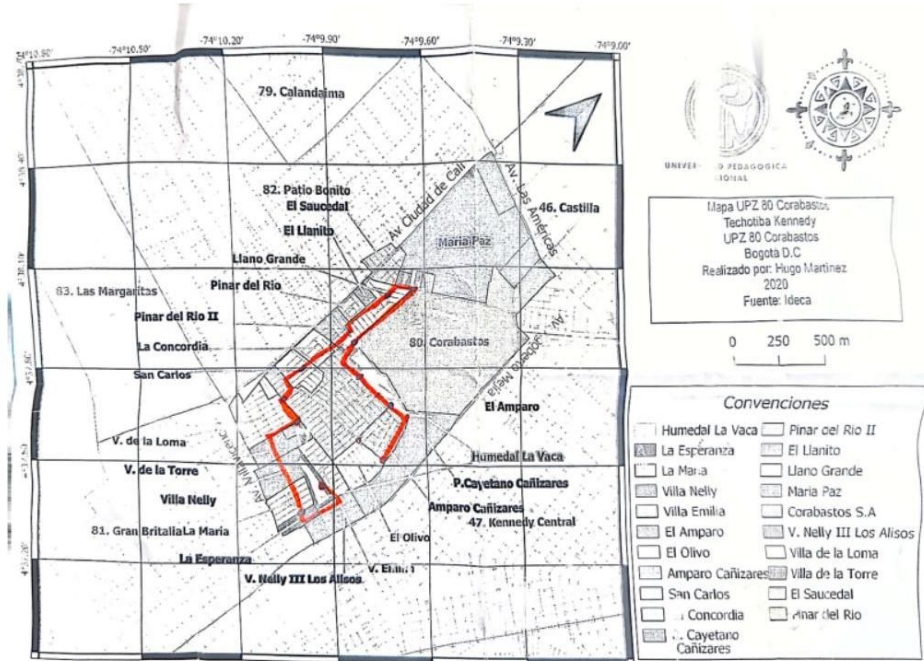 -74°10.50'
-74°10.20'
-74°9.90'
-74°9.60'
-74°9.30'
-74°9.00'
79. Calandaima
82. Patio Bonito
El Saucedal
El Llanito
Av Ciudad de Cali
Av. Las Américas
46. Castilla
Maria Paz
Llano Grande
Pinar del Rio
83. Las Margaritas
Pinar del Rio II
La Concordia
80. Corabastos
San Carlos
El Amparo
V. de la Loma
Humedal La Vaca
V. de la Torre
P.Cayetano Cañizares
Villa Nelly
Amparo Cañizares
47. Kennedy Central
81. Gran Britalia
La Maria
El Olivo
La Esperanza
V. Nelly III Los Alisos
PEDAGOGICA
Mapa UPZ 80 Corabastos
Techotiba Kennedy
UPZ 80 Corabastos
Bogotá D.C
Realizado por: Hugo Martinez
2020
Fuente: Ideca
0 250 500 m
Convenciones
Humedal La Vaca
La Esperanza
La Maria
Villa Nelly
Villa Emilia
El Amparo
El Olivo
Amparo Cañizares
San Carlos
Concordia
Cayetano
Cañizares
Pinar del Rio II
El Llanito
Llano Grande
Maria Paz
Corabastos S.A
V. Nelly III Los Alisos
Villa de la Loma
Villa de la Torre
El Saucedal
del Rio